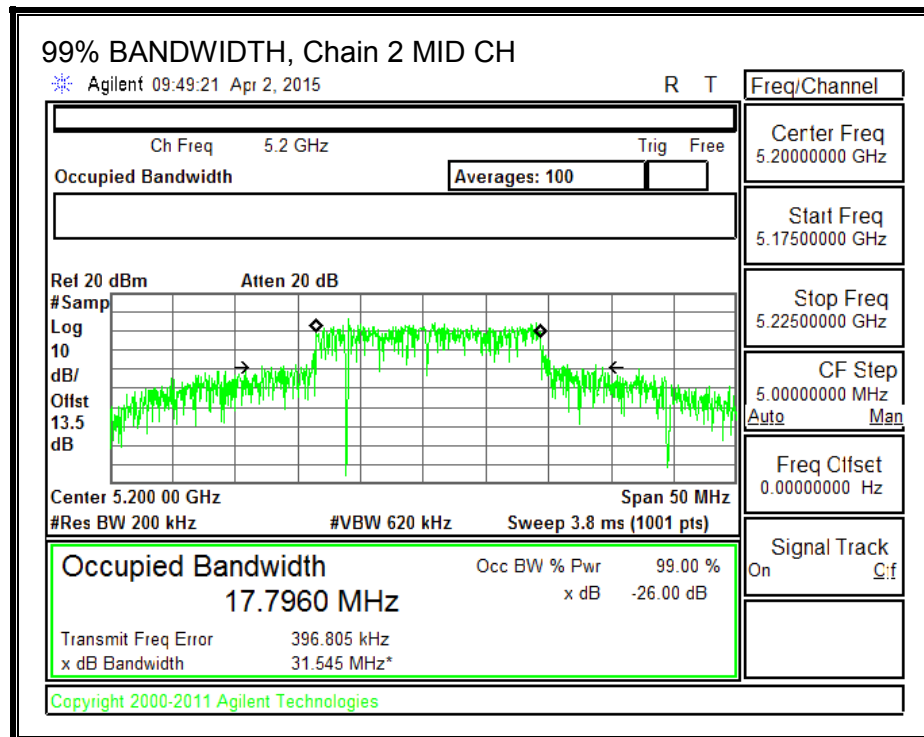 99% BANDWIDTH, Chain 2 MID CH
Agilent 09:49:21 Apr 2, 2015 R T
Freq/Channel
Ch Freq 5.2 GHz Trig Free
Occupied Bandwidth Averages: 100
Center Freq
5.20000000 GHz
Start Freq
5.17500000 GHz
Stop Freq
5.22500000 GHz
CF Step
5.00000000 MHz
Auto Man
Freq Offset
0.00000000 Hz
Signal Track
On Off
Ref 20 dBm Atten 20 dB
#Samp
Log
10
dB/
Offst
13.5
dB
Center 5.200 00 GHz Span 50 MHz
#Res BW 200 kHz #VBW 620 kHz Sweep 3.8 ms (1001 pts)
Occupied Bandwidth Occ BW % Pwr 99.00 %
17.7960 MHz x dB -26.00 dB
Transmit Freq Error 396.805 kHz
x dB Bandwidth 31.545 MHz*
Copyright 2000-2011 Agilent Technologies